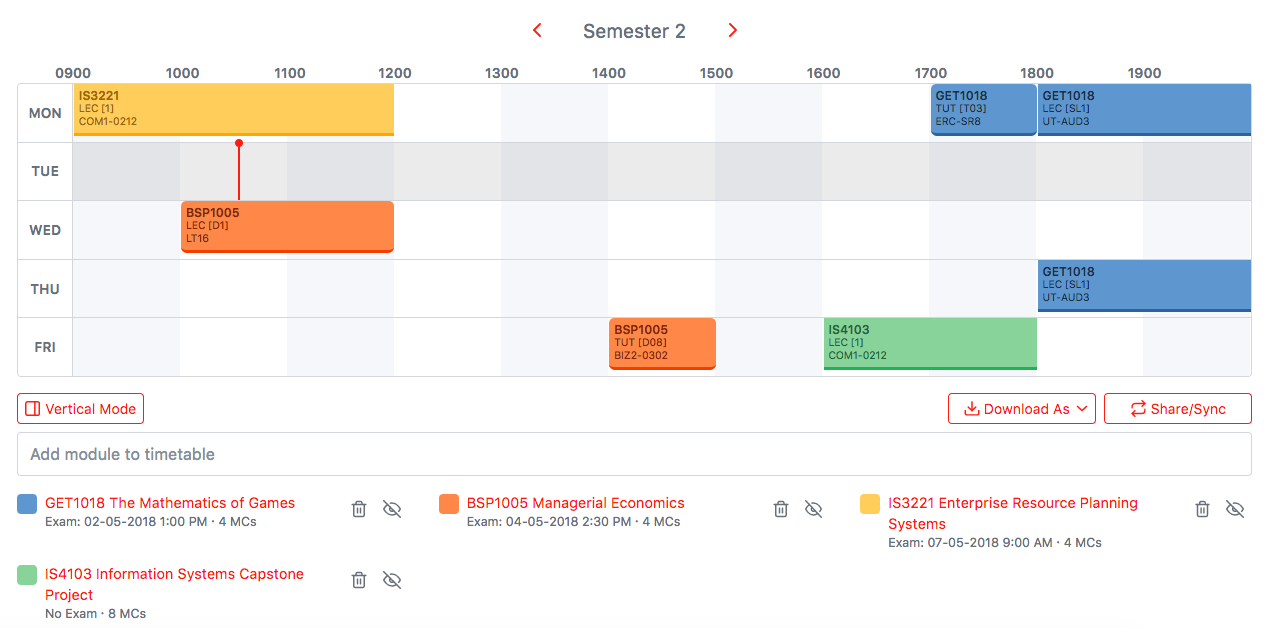 Semester 2
0900 1000 1100 1200 1300 1400 1500 1600 1700 1800 1900
MON
IS3221
LEC [1]
COM1-0212
GET1018
TUT [T03]
ERC-SR8
GET1018
LEC [SL1]
UT-AUD3
TUE
WED
BSP1005
LEC [D1]
LT16
THU
GET1018
LEC [SL1]
UT-AUD3
FRI
BSP1005
TUT [D08]
BIZ2-0302
IS4103
LEC [1]
COM1-0212
Vertical Mode
Download As
Share/Sync
Add module to timetable
GET1018 The Mathematics of Games
Exam: 02-05-2018 1:00 PM · 4 MCs
BSP1005 Managerial Economics
Exam: 04-05-2018 2:30 PM · 4 MCs
IS3221 Enterprise Resource Planning
Systems
Exam: 07-05-2018 9:00 AM · 4 MCs
IS4103 Information Systems Capstone
Project
No Exam · 8 MCs